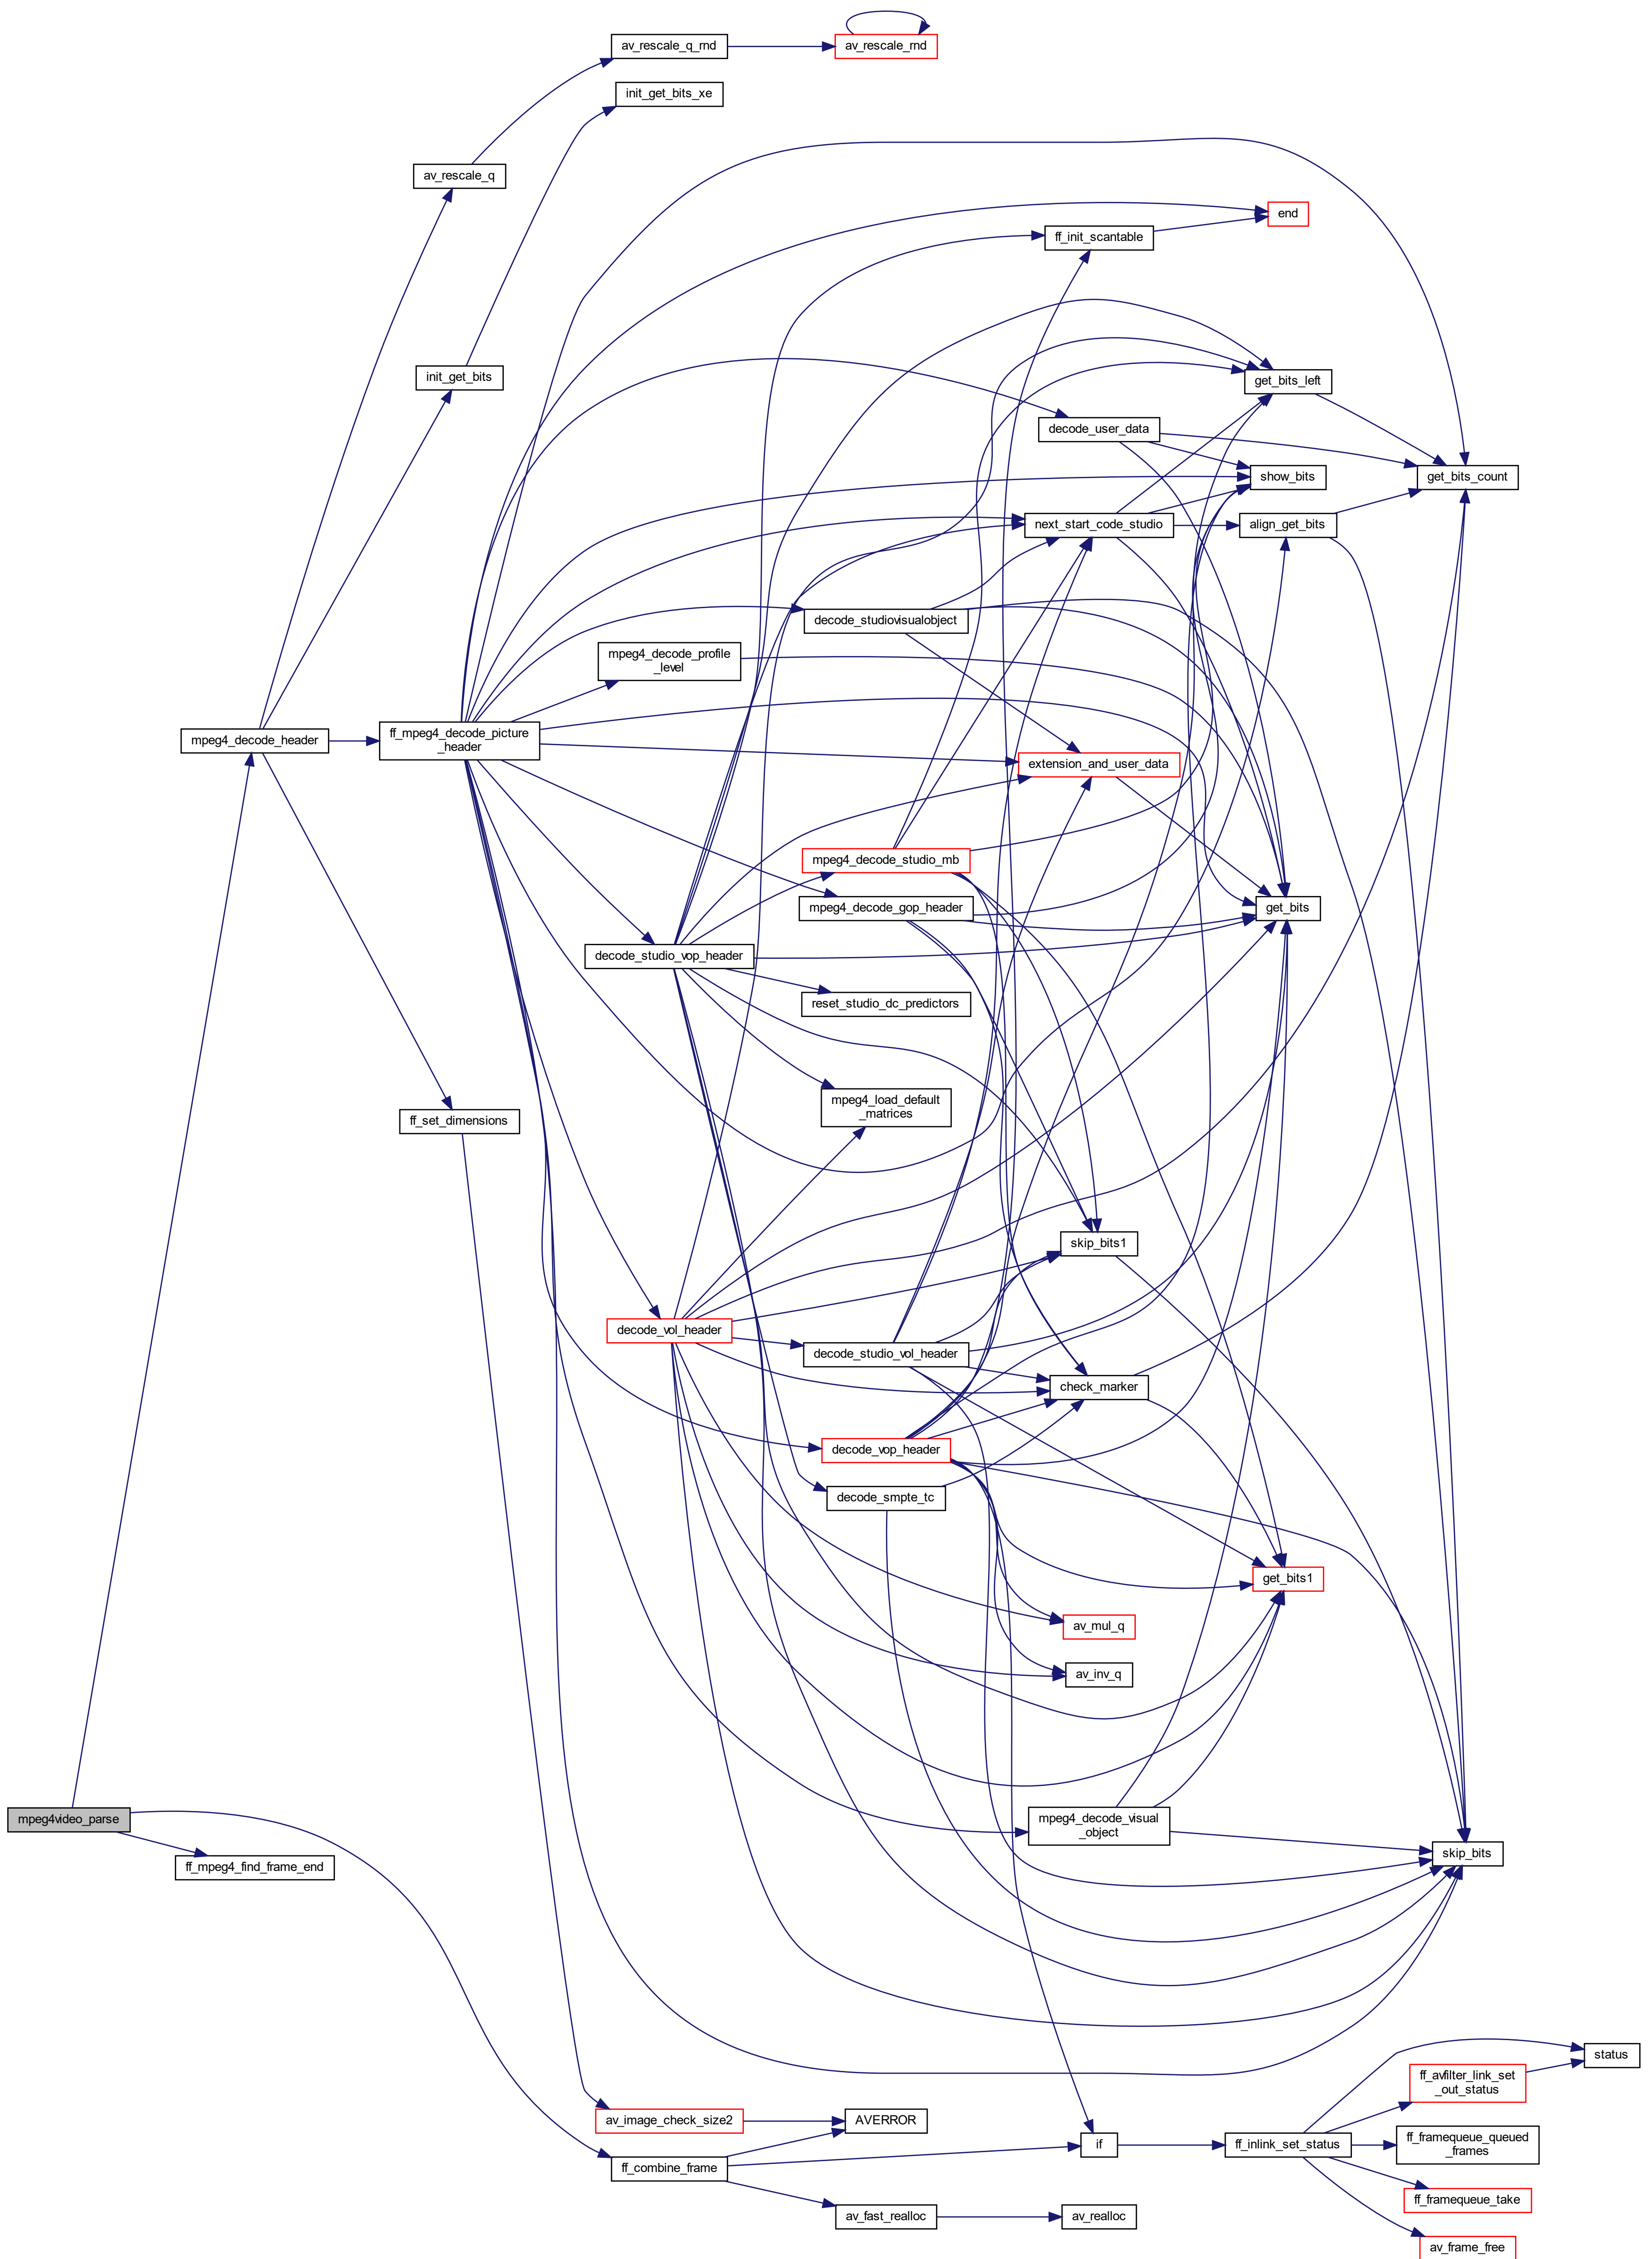 av_rescale_q_rnd
av_rescale_rnd
init_get_bits_xe
av_rescale_q
end
ff_init_scantable
init_get_bits
get_bits_left
decode_user_data
show_bits
get_bits_count
next_start_code_studio
align_get_bits
decode_studiovisualobject
mpeg4_decode_profile
_level
mpeg4_decode_header
ff_mpeg4_decode_picture
_header
extension_and_user_data
mpeg4_decode_studio_mb
mpeg4_decode_gop_header
get_bits
decode_studio_vop_header
reset_studio_dc_predictors
mpeg4_load_default
_matrices
ff_set_dimensions
skip_bits1
decode_vol_header
decode_studio_vol_header
check_marker
decode_vop_header
decode_smpte_tc
get_bits1
av_mul_q
av_inv_q
mpeg4video_parse
mpeg4_decode_visual
_object
ff_mpeg4_find_frame_end
skip_bits
status
ff_avfilter_link_set
_out_status
av_image_check_size2
AVERROR
if
ff_inlink_set_status
ff_framequeue_queued
_frames
ff_combine_frame
ff_framequeue_take
av_fast_realloc
av_realloc
av_frame_free